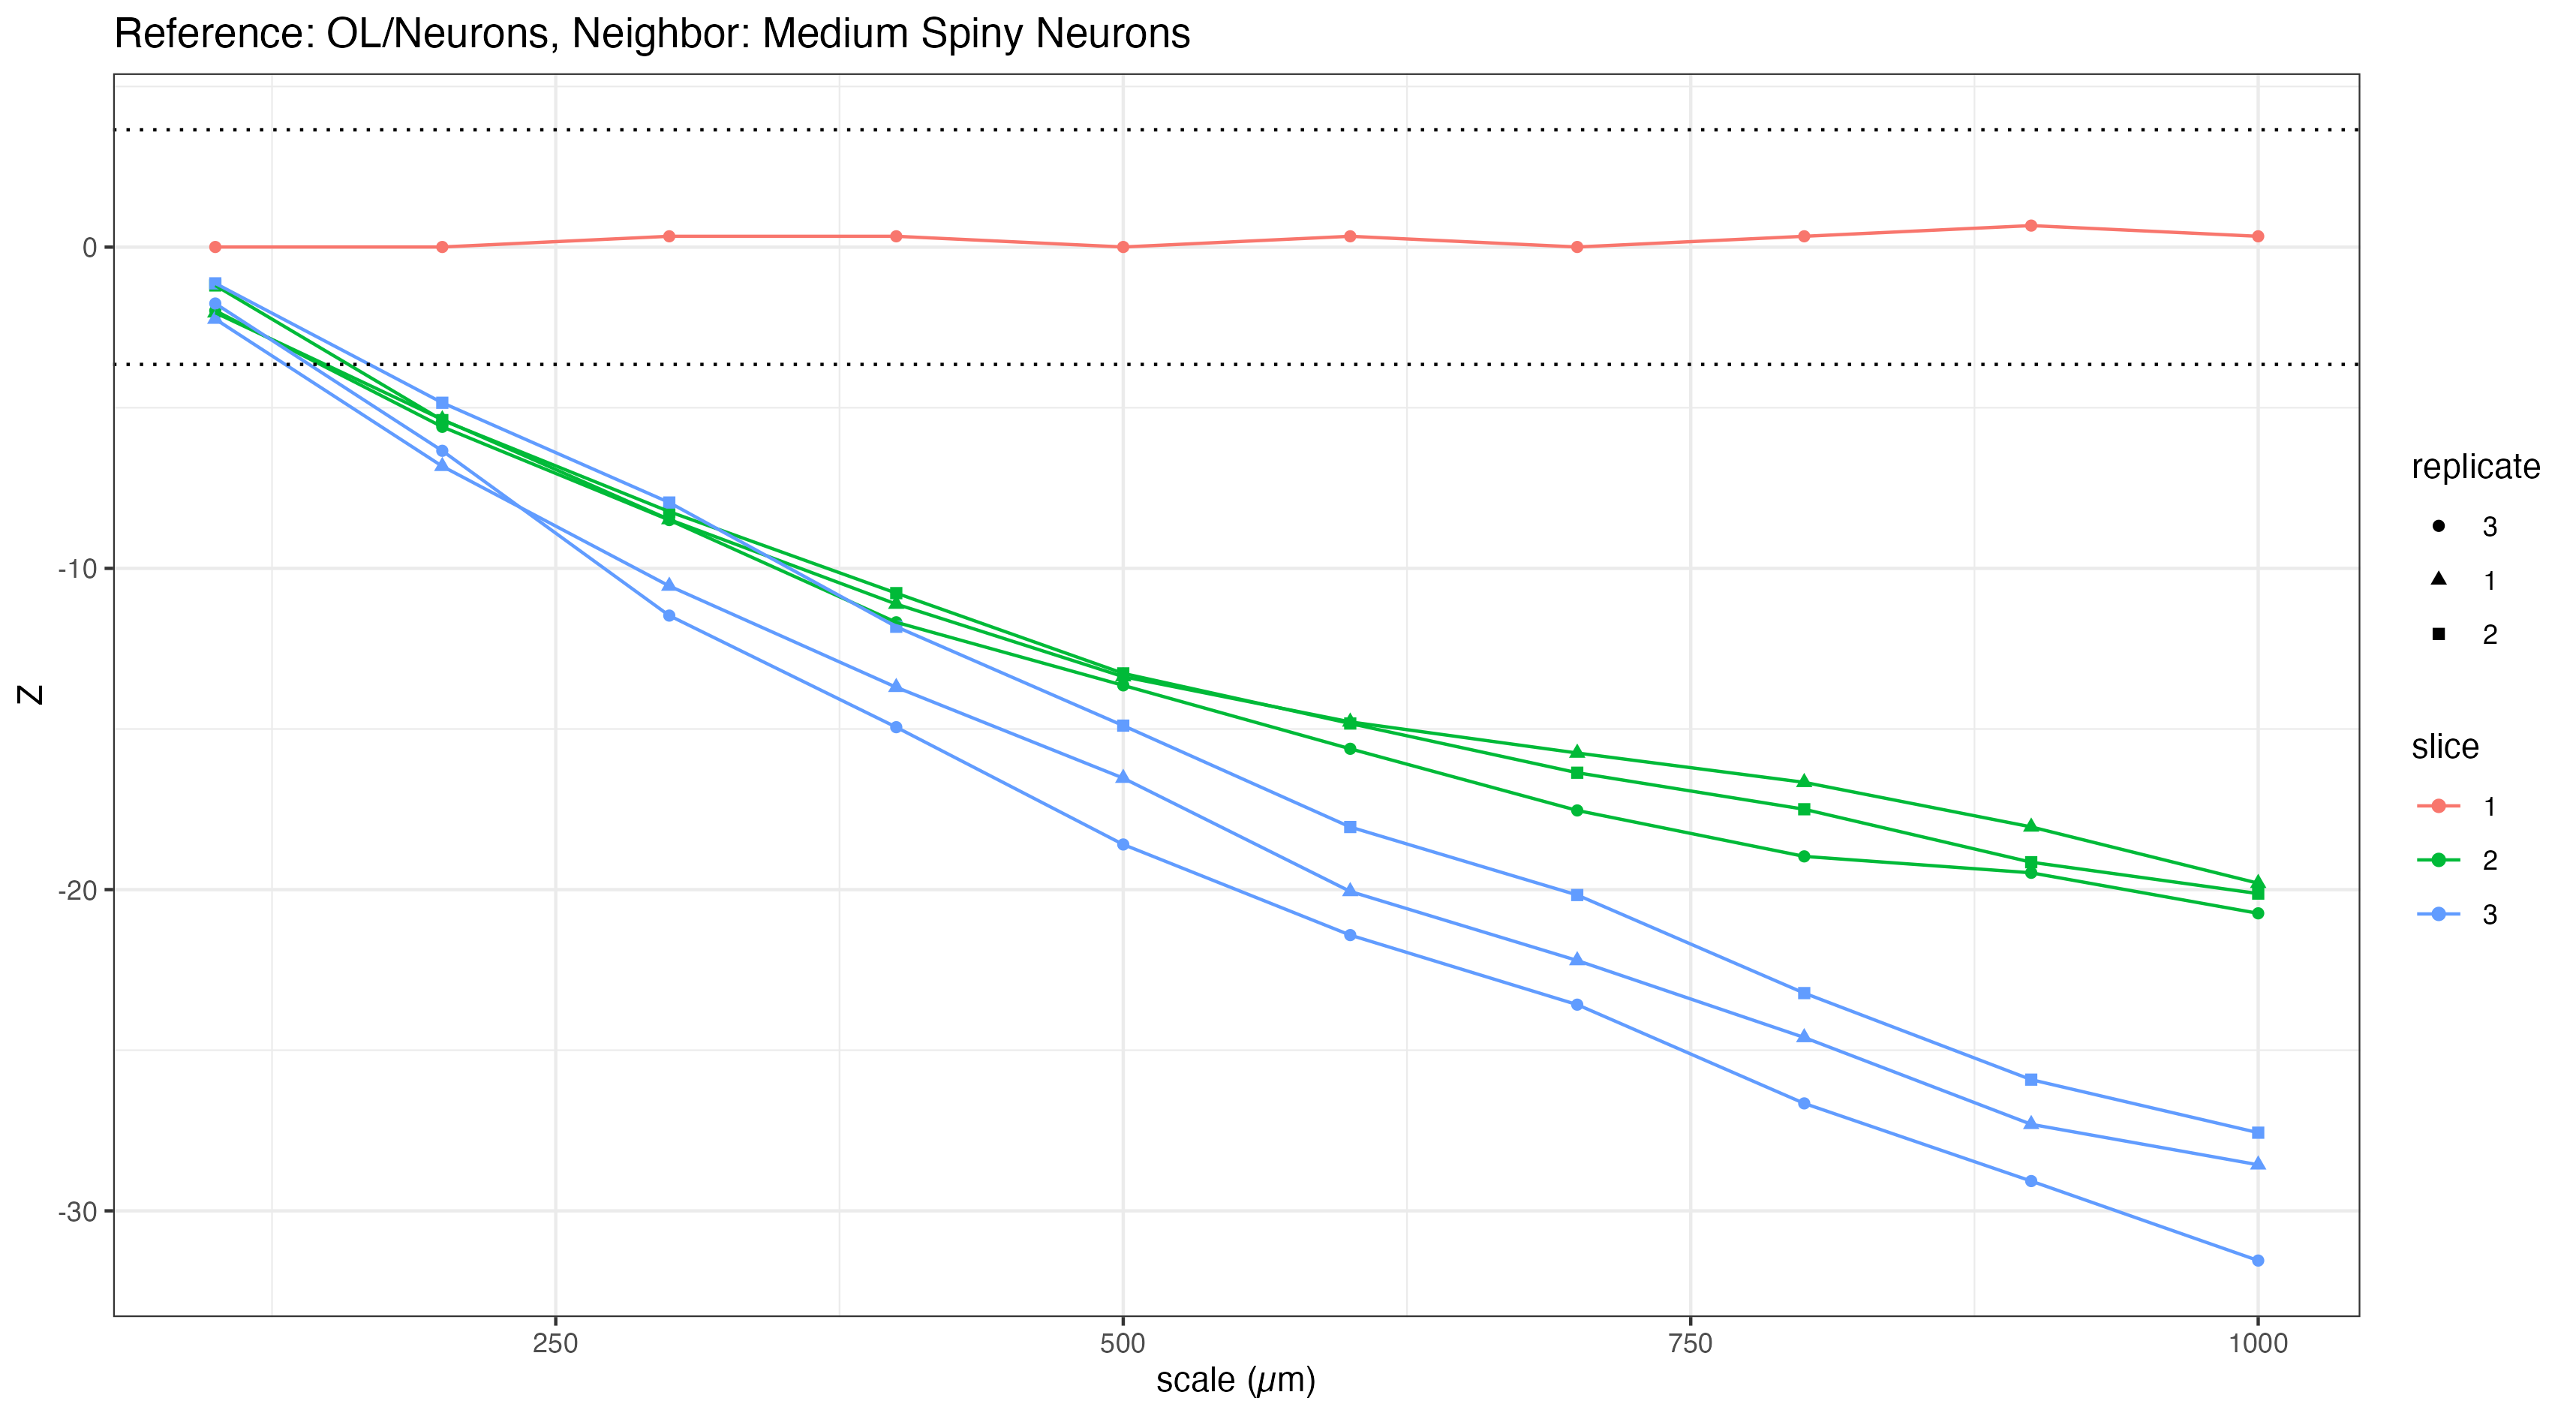 Reference: OL/Neurons, Neighbor: Medium Spiny Neurons
0
-10
-20
-30
Z
250
500
750
1000
scale (µm)
replicate
3
1
2
slice
1
2
3